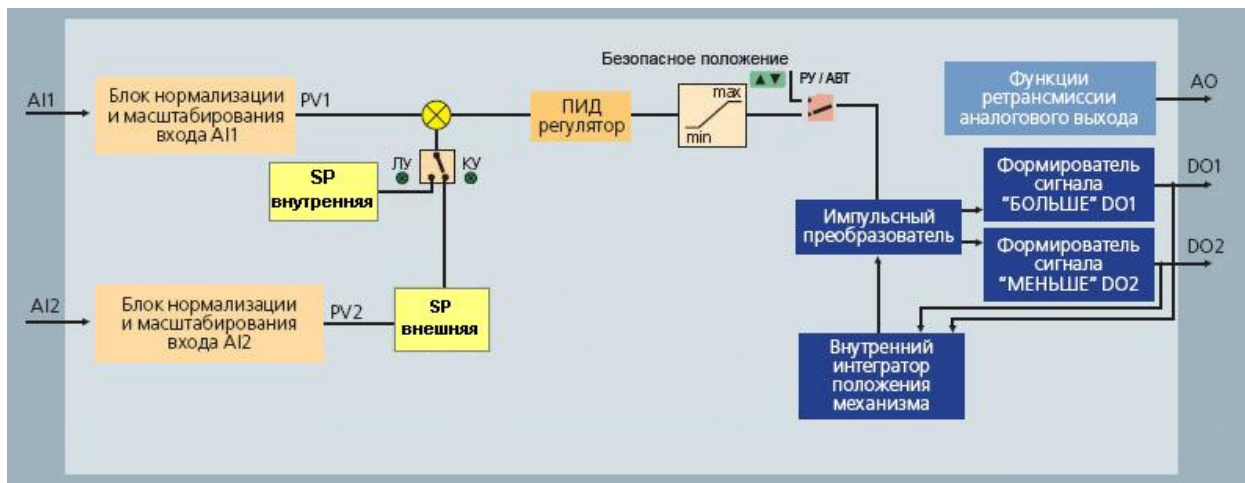 Безопасное положение
РУ / АВТ
AI1
Блок нормализации
и масштабирования
входа AI1
PV1
ПИД
регулятор
max
min
Функции
ретрансмиссии
аналогового выхода
AO
ЛУ
КУ
SP
внутренняя
Импульсный
преобразователь
Формирователь
сигнала
"БОЛЬШЕ" DO1
DO1
Формирователь
сигнала
"МЕНЬШЕ" DO2
DO2
AI2
Блок нормализации
и масштабирования
входа AI2
PV2
SP
внешняя
Внутренний
интегратор
положения
механизма